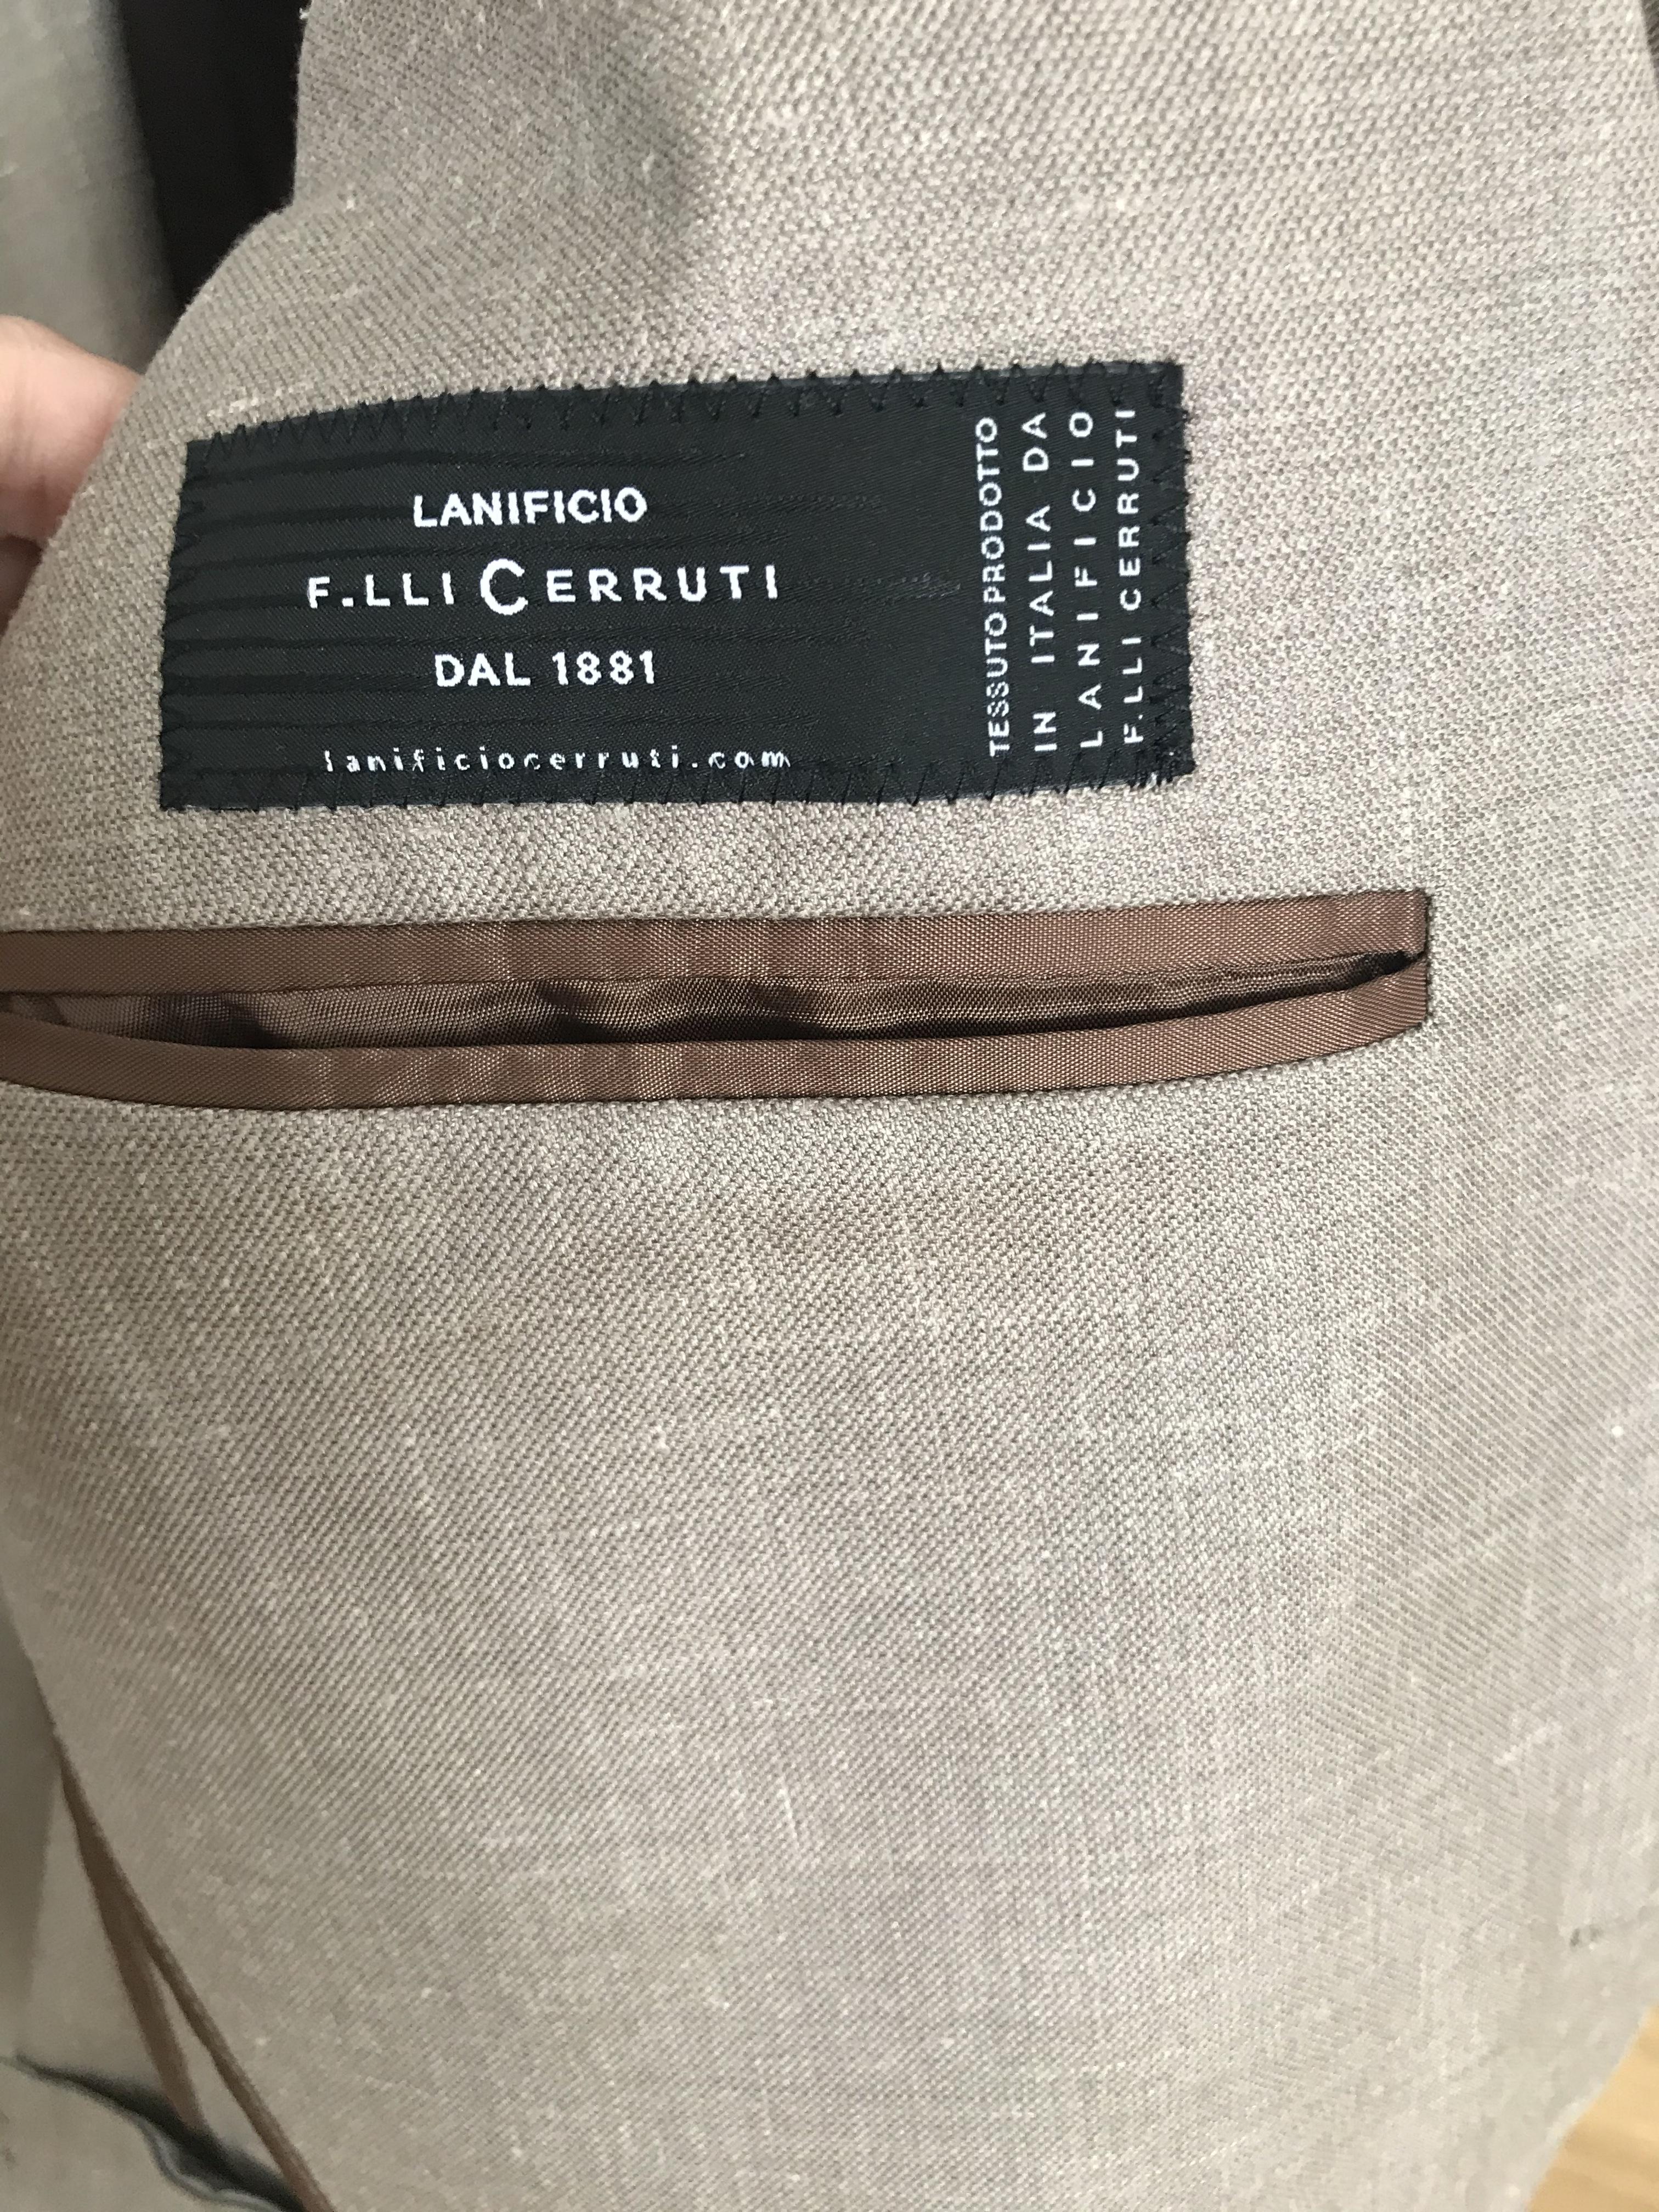 LANIFICIO
F.LLI CERRUTI
DAL 1881
lanificiocerruti.com
TESSUTO PRODOTTO
IN ITALIA DA
LANIFICIO
F.LLI CERRUTI